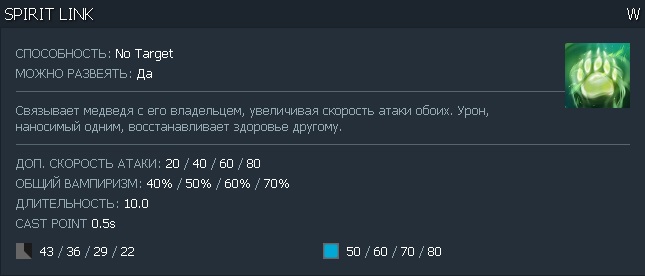 SPIRIT LINK W
СПОСОБНОСТЬ: No Target
МОЖНО РАЗВЕЯТЬ: Да
Связывает медведя с его владельцем, увеличивая скорость атаки обоих. Урон,
наносимый одним, восстанавливает здоровье другому.
ДОП. СКОРОСТЬ АТАКИ: 20 / 40 / 60 / 80
ОБЩИЙ ВАМПИРИЗМ: 40% / 50% / 60% / 70%
ДЛИТЕЛЬНОСТЬ: 10.0
CAST POINT 0.5s
43 / 36 / 29 / 22 50 / 60 / 70 / 80